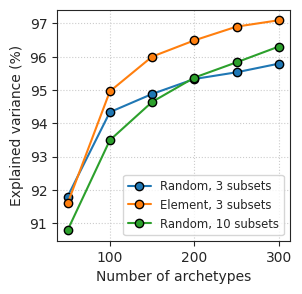 97
96
95
94
93
92
91
Explained variance (%)
Random, 3 subsets
Element, 3 subsets
Random, 10 subsets
100
200
300
Number of archetypes